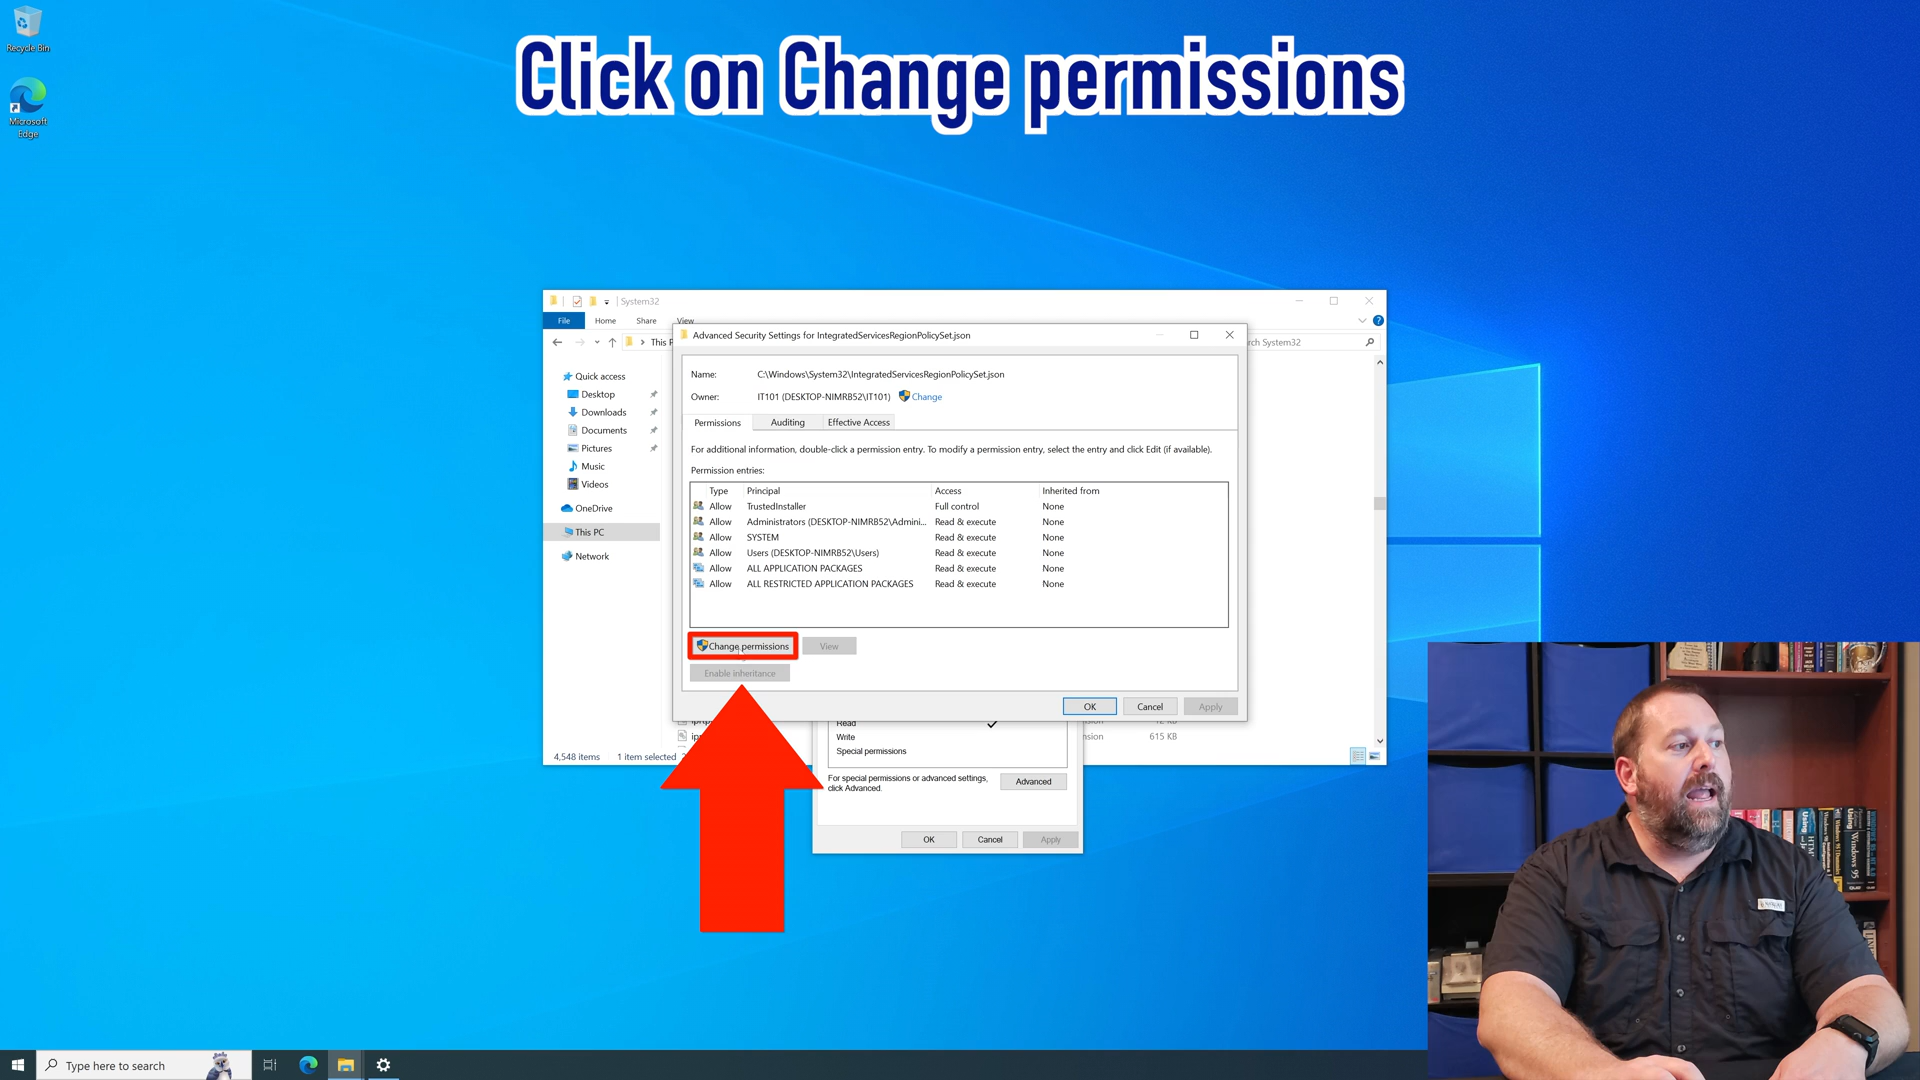 Click on Change permissions
Recycle Bin
Microsoft
Edge
System32
File Home Share View
This P
rch System32
Quick access
Desktop
Downloads
Documents
Pictures
Music
Videos
OneDrive
This PC
Network
4,548 items 1 item selected
Advanced Security Settings for IntegratedServicesRegionPolicySet.json
Name: C:\Windows\System32\IntegratedServicesRegionPolicySet.json
Owner: IT101 (DESKTOP-NIMRB52\IT101) Change
Permissions Auditing Effective Access
For additional information, double-click a permission entry. To modify a permission entry, select the entry and click Edit (if available).
Permission entries:
Type Principal Access Inherited from
Allow TrustedInstaller Full control None
Allow Administrators (DESKTOP-NIMRB52\Admini... Read & execute None
Allow SYSTEM Read & execute None
Allow Users (DESKTOP-NIMRB52\Users) Read & execute None
Allow ALL APPLICATION PACKAGES Read & execute None
Allow ALL RESTRICTED APPLICATION PACKAGES Read & execute None
Change permissions View
Enable inheritance
OK Cancel Apply
Read
Write
Special permissions
615 KB
For special permissions or advanced settings,
click Advanced.
Advanced
OK Cancel Apply
Windows 95
Type here to search